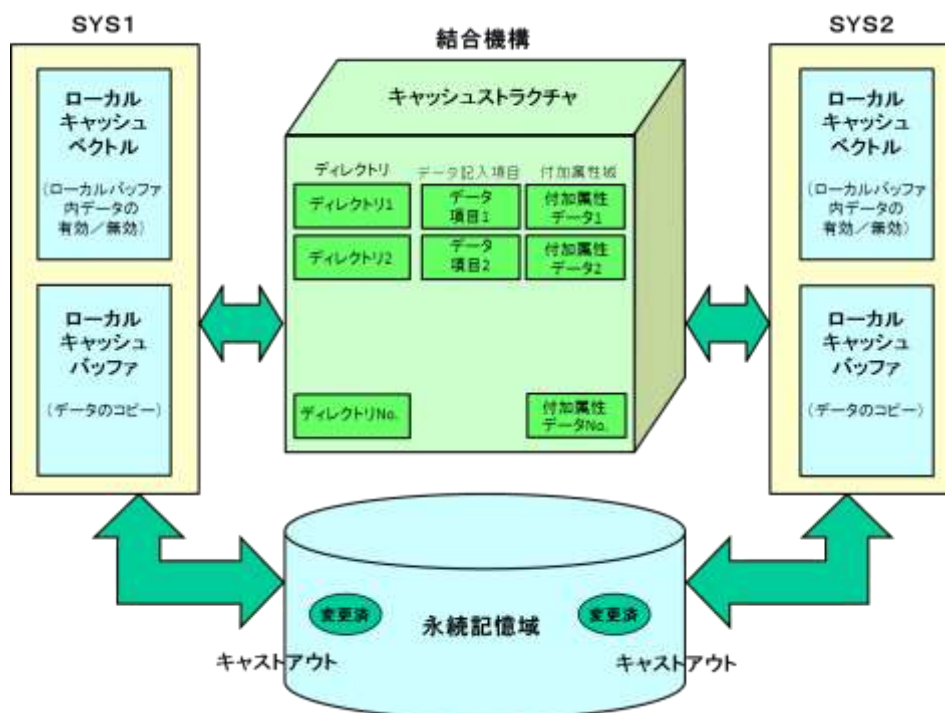 SYS1
ローカル
キャッシュ
ベクトル
(ローカルバッファ
内データの
有効／無効)
ローカル
キャッシュ
バッファ
(データのコピー)
結合機構
キャッシュストラクチャ
ディレクトリ データ記入項目 付加属性域
ディレクトリ1
データ
項目1
付加属性
データ1
ディレクトリ2
データ
項目2
付加属性
データ2
ディレクトリNo.
付加属性
データNo.
SYS2
ローカル
キャッシュ
ベクトル
(ローカルバッファ
内データの
有効／無効)
ローカル
キャッシュ
バッファ
(データのコピー)
変更済
永続記憶域
変更済
キャストアウト
キャストアウト